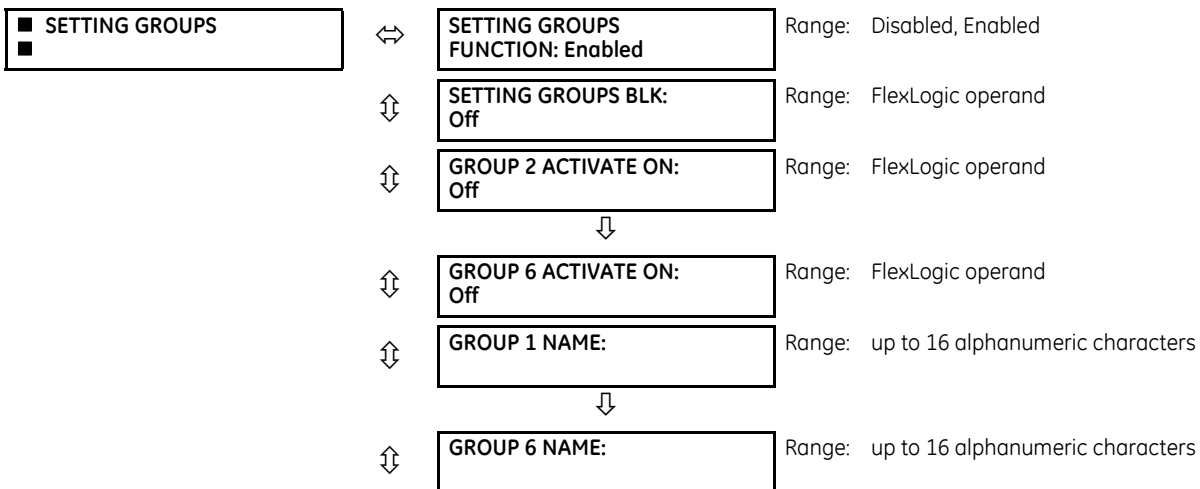 ■ SETTING GROUPS
■
SETTING GROUPS
FUNCTION: Enabled
Range: Disabled, Enabled
SETTING GROUPS BLK:
Off
Range: FlexLogic operand
GROUP 2 ACTIVATE ON:
Off
Range: FlexLogic operand
GROUP 6 ACTIVATE ON:
Off
Range: FlexLogic operand
GROUP 1 NAME:
Range: up to 16 alphanumeric characters
GROUP 6 NAME:
Range: up to 16 alphanumeric characters